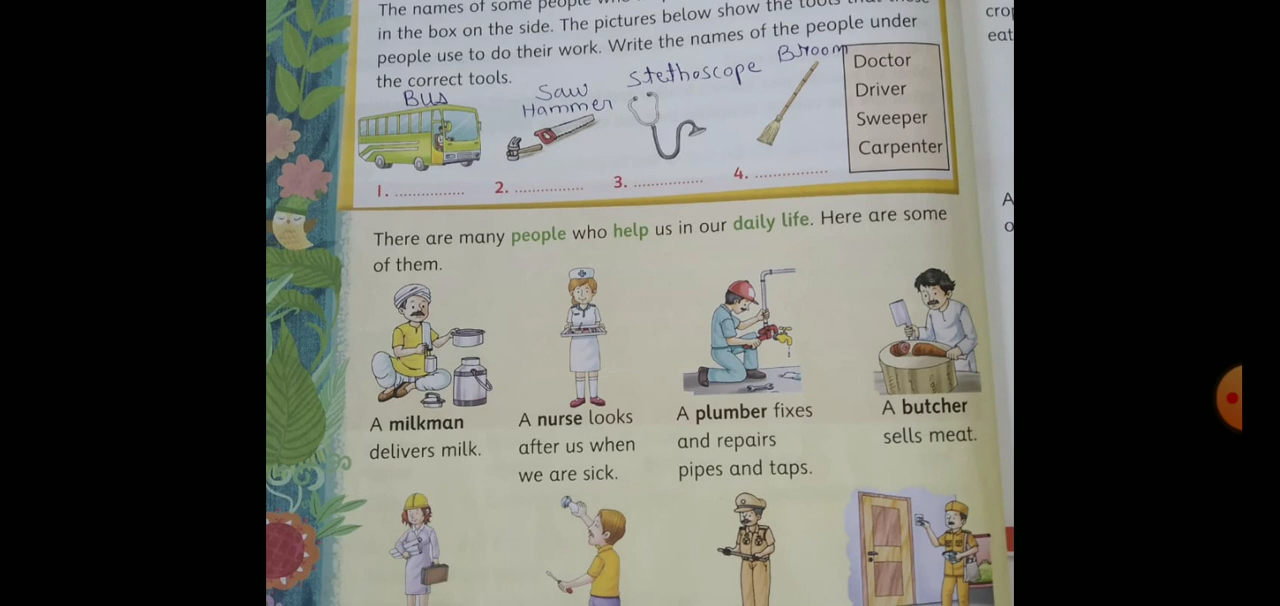 The names of some people
in the box on the side. The pictures below show the tools that these
people use to do their work. Write the names of the people under
the correct tools.
Bus
Saw
Hammer
Stethoscope
Broom
Doctor
Driver
Sweeper
Carpenter
1. ................
2. ................
3. ................
4. ................
There are many people who help us in our daily life. Here are some
of them.
A milkman
delivers milk.
A nurse looks
after us when
we are sick.
A plumber fixes
and repairs
pipes and taps.
A butcher
sells meat.